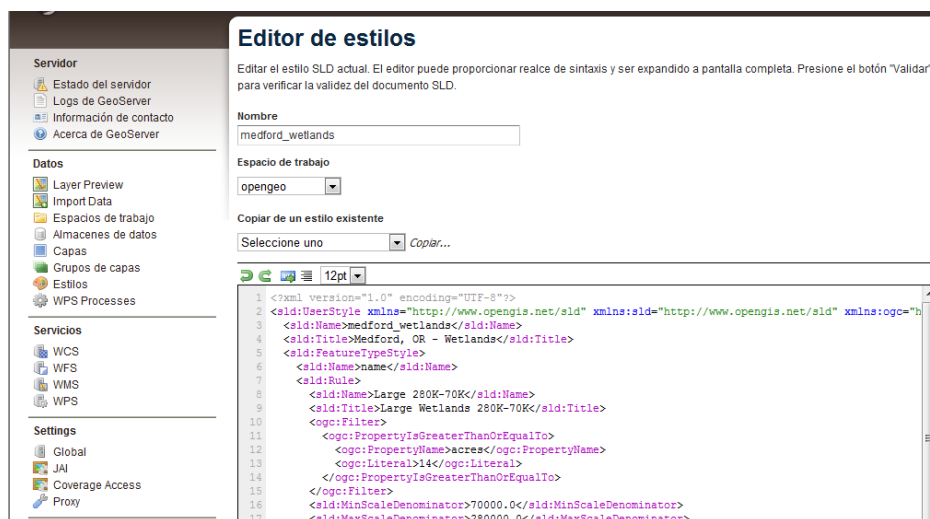 Servidor
Estado del servidor
Logs de GeoServer
Información de contacto
Acerca de GeoServer
Datos
Layer Preview
Import Data
Espacios de trabajo
Almacenes de datos
Capas
Grupos de capas
Estilos
WPS Processes
Servicios
WCS
WFS
WMS
WPS
Settings
Global
JAI
Coverage Access
Proxy
Editor de estilos
Editar el estilo SLD actual. El editor puede proporcionar realce de sintaxis y ser expandido a pantalla completa. Presione el botón "Validar"
para verificar la validez del documento SLD.
Nombre
medford_wetlands
Espacio de trabajo
opengeo
Copiar de un estilo existente
Seleccione uno Copiar...
12pt
1 <?xml version="1.0" encoding="UTF-8"?>
2 <sld:UserStyle xmlns="http://www.opengis.net/sld" xmlns:sld="http://www.opengis.net/sld" xmlns:ogc="h
3 <sld:Name>medford_wetlands</sld:Name>
4 <sld:Title>Medford, OR - Wetlands</sld:Title>
5 <sld:FeatureTypeStyle>
6 <sld:Name>name</sld:Name>
7 <sld:Rule>
8 <sld:Name>Large 280K-70K</sld:Name>
9 <sld:Title>Large Wetlands 280K-70K</sld:Title>
10 <ogc:Filter>
11 <ogc:PropertyIsGreaterThanOrEqualTo>
12 <ogc:PropertyName>acres</ogc:PropertyName>
13 <ogc:Literal>14</ogc:Literal>
14 </ogc:PropertyIsGreaterThanOrEqualTo>
15 </ogc:Filter>
16 <sld:MinScaleDenominator>70000.0</sld:MinScaleDenominator>
17 <sld:MaxScaleDenominator>280000.0</sld:MaxScaleDenominator>